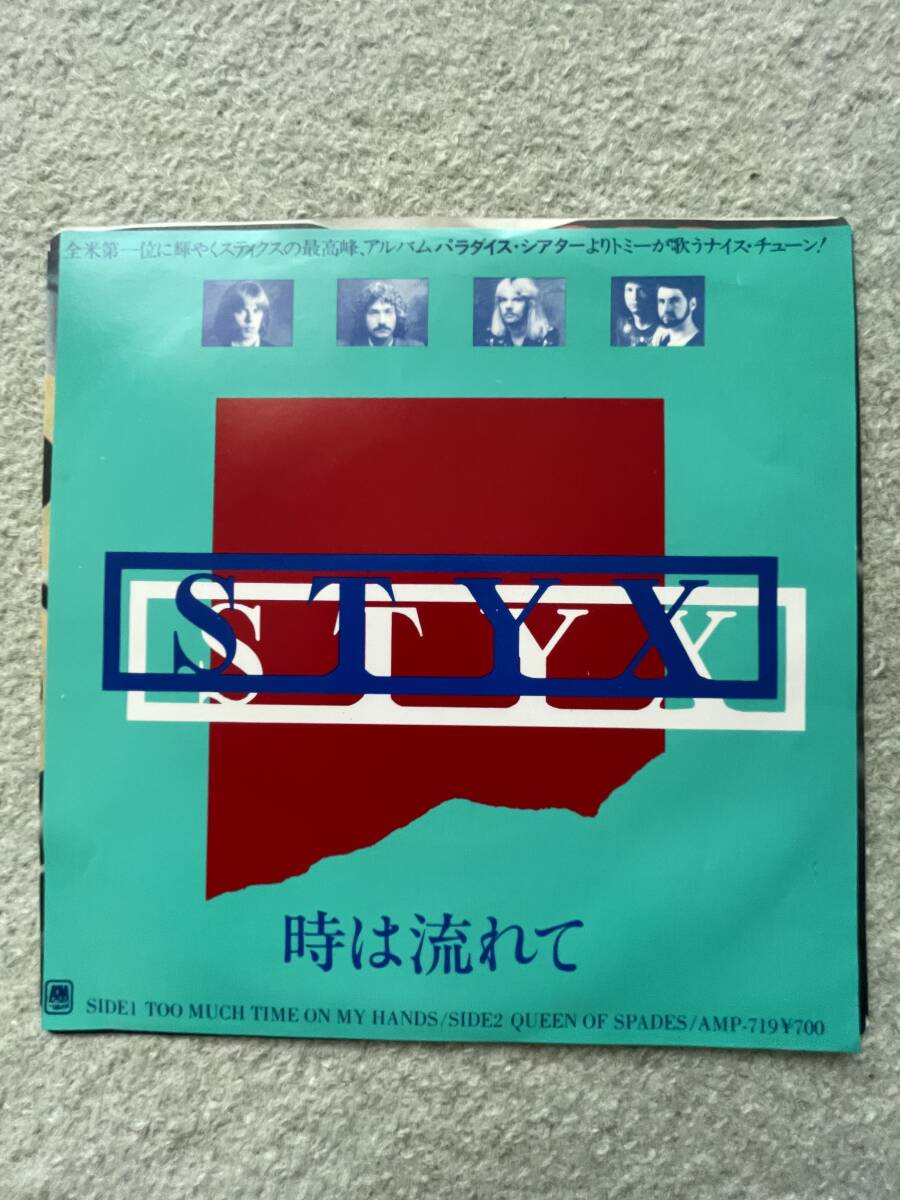 全米第一位に輝やくスティクスの最高峰、アルバムパラダイス・シアターよりトミーが歌うナイス・チューン!
STYX
STYX
時は流れて
A&M
SIDE1 TOO MUCH TIME ON MY HANDS/SIDE2 QUEEN OF SPADES/AMP-719¥700